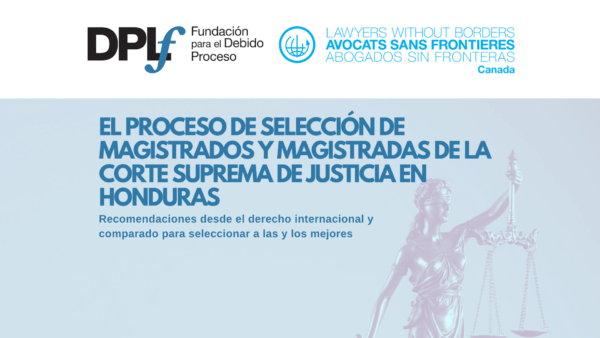 DPLf
Fundación
para el Debido
Proceso
LAWYERS WITHOUT BORDERS
AVOCATS SANS FRONTIERES
ABOGADOS SIN FRONTERAS
Canada
EL PROCESO DE SELECCIÓN DE
MAGISTRADOS Y MAGISTRADAS DE LA
CORTE SUPREMA DE JUSTICIA EN
HONDURAS
Recomendaciones desde el derecho internacional y
comparado para seleccionar a las y los mejores